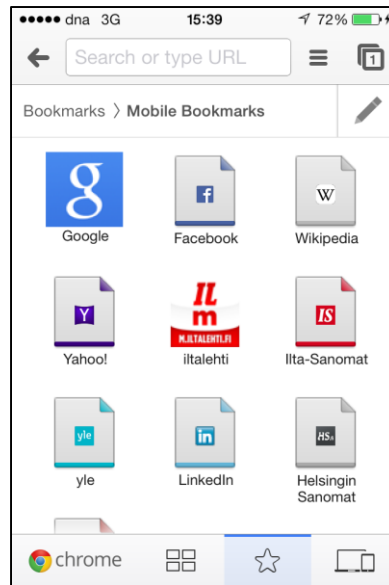 dna 3G 15:39 72%
Search or type URL 1
Bookmarks 〉 Mobile Bookmarks
g f W
Google Facebook Wikipedia
Y IL m IS
M.ILTALEHTI.FI
Yahoo! iltalehti Ilta-Sanomat
yle in HS.fi
yle LinkedIn Helsingin
Sanomat
chrome